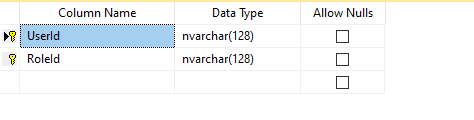 Column Name Data Type Allow Nulls
UserId nvarchar(128)
RoleId nvarchar(128)